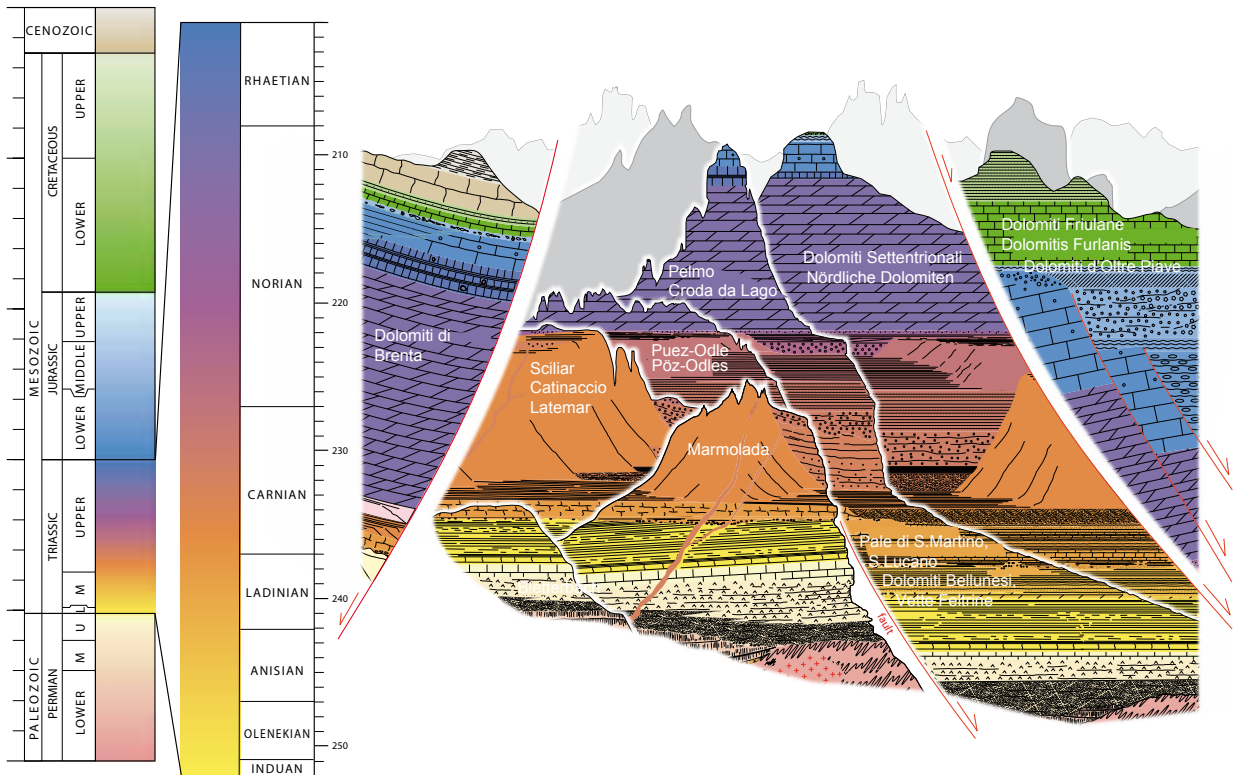 CENOZOIC
MESOZOIC
PALEOZOIC
CRETACEOUS
JURASSIC
TRIASSIC
PERMIAN
UPPER
LOWER
UPPER
MIDDLE
LOWER
UPPER
M
L
U
M
LOWER
RHAETIAN
NORIAN
CARNIAN
LADINIAN
ANISIAN
OLENEKIAN
INDUAN
210
220
230
240
250
Dolomiti di
Brenta
Sciliar
Catinaccio
Latemar
Puez-Odle
Pöz-Odles
Marmolada
Pelmo
Croda da Lago
Dolomiti Settentrionali
Nördliche Dolomiten
Dolomiti Friulane
Dolomitis Furlanis
Dolomiti d'Oltre Piave
Pale di S.Martino,
S.Lucano
Dolomiti Bellunesi,
Vette Feltrine
fault